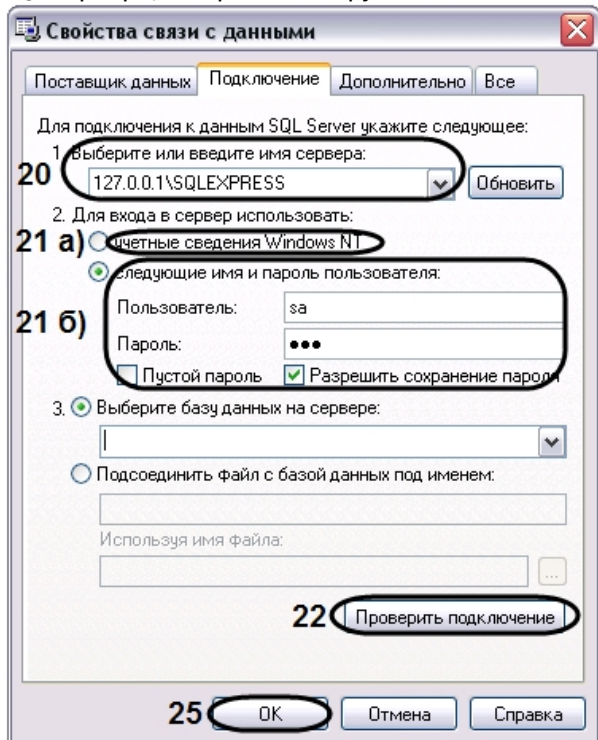 Свойства связи с данными
Поставщик данных Подключение Дополнительно Все
Для подключения к данным SQL Server укажите следующее:
1. Выберите или введите имя сервера:
20
127.0.0.1\SQLEXPRESS Обновить
2. Для входа в сервер использовать:
21 а) учетные сведения Windows NT
следующие имя и пароль пользователя:
21 б)
Пользователь: sa
Пароль: ●●●
Пустой пароль Разрешить сохранение пароля
3. Выберите базу данных на сервере:
Подсоединить файл с базой данных под именем:
Используя имя файла:
...
22 Проверить подключение
25 ОК Отмена Справка